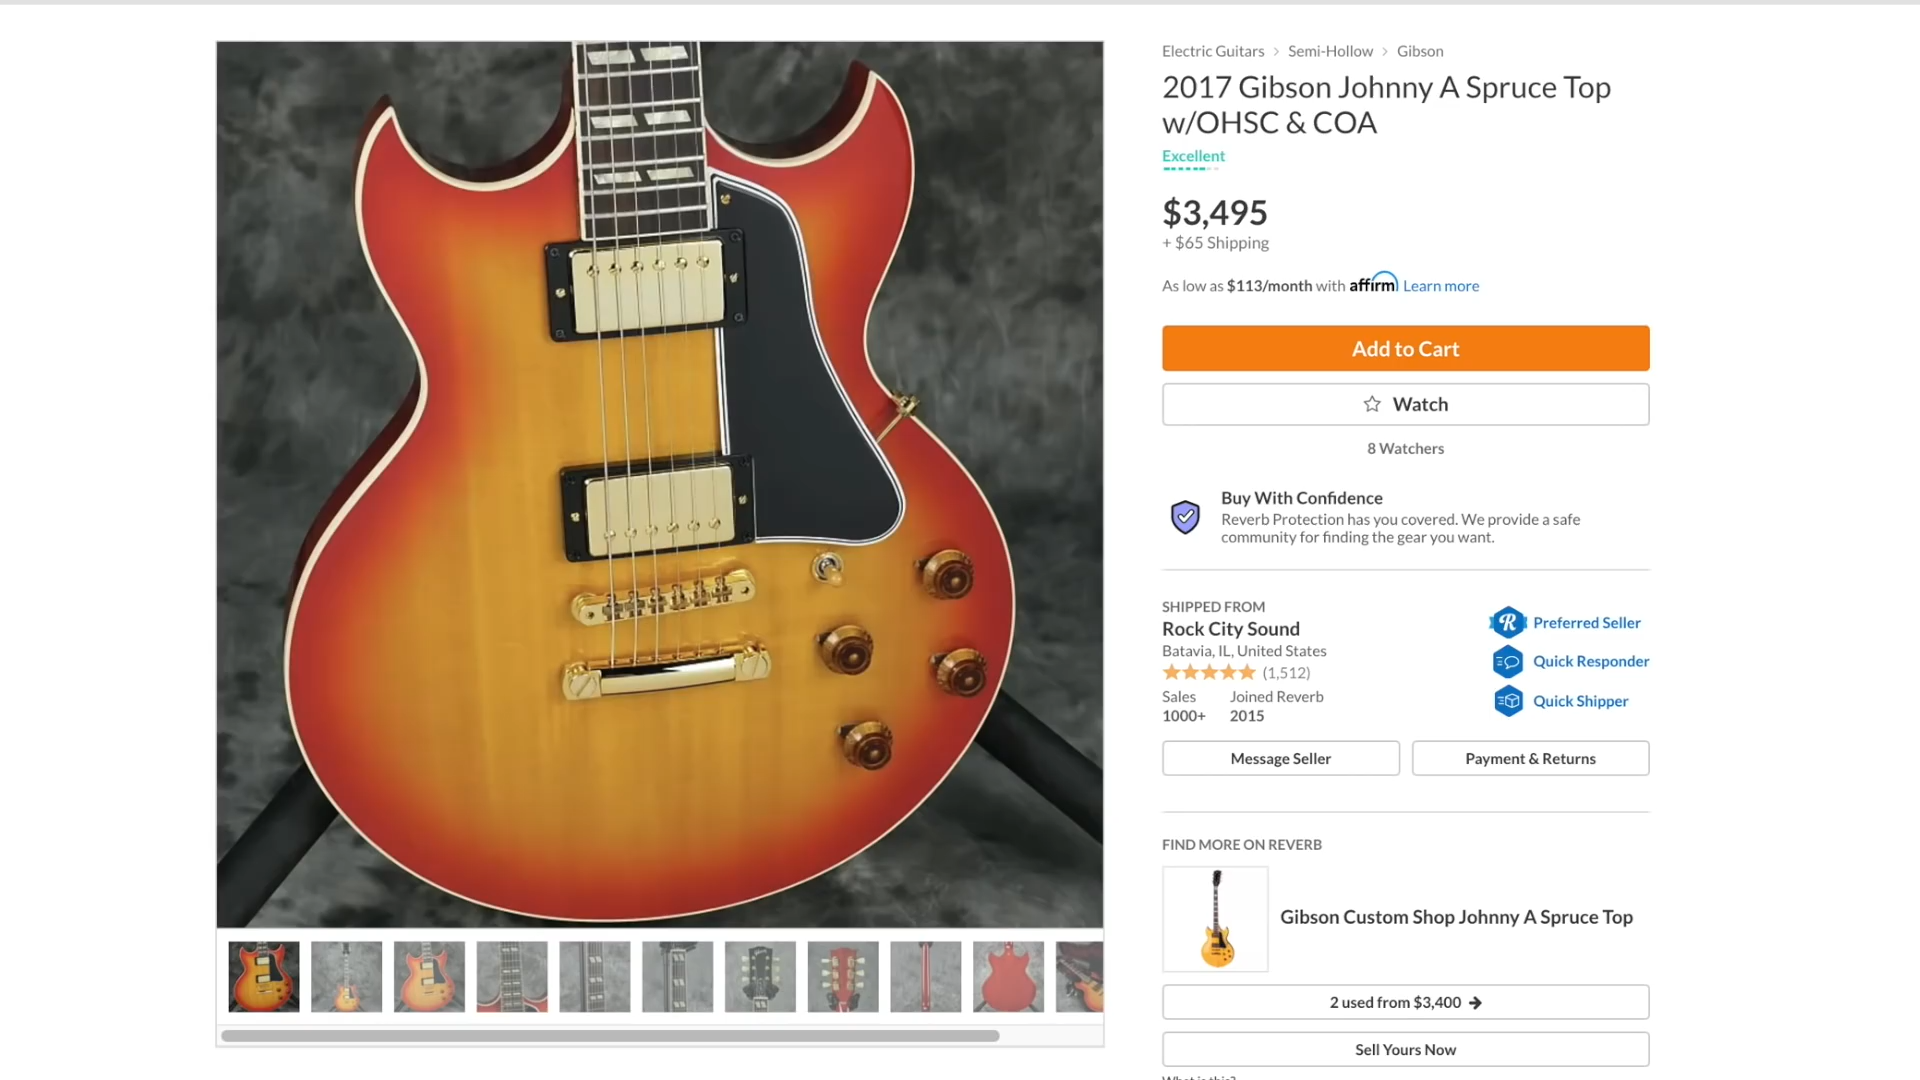 Electric Guitars > Semi-Hollow > Gibson
2017 Gibson Johnny A Spruce Top
w/OHSC & COA
Excellent
$3,495
+ $65 Shipping
As low as $113/month with affirm Learn more
Add to Cart
Watch
8 Watchers
Buy With Confidence
Reverb Protection has you covered. We provide a safe
community for finding the gear you want.
SHIPPED FROM
Rock City Sound
Batavia, IL, United States
(1,512)
Sales Joined Reverb
1000+ 2015
R Preferred Seller
Quick Responder
Quick Shipper
Message Seller
Payment & Returns
FIND MORE ON REVERB
Gibson Custom Shop Johnny A Spruce Top
2 used from $3,400 →
Sell Yours Now
What is this?